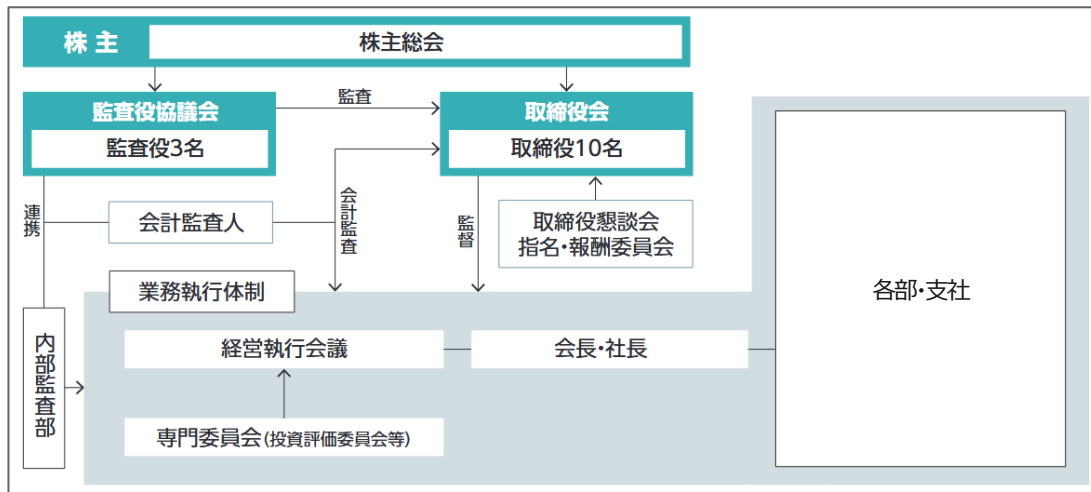 株主
株主総会
監査役協議会
監査役3名
監査
取締役会
取締役10名
連携
会計監査人
会計監査
監督
取締役懇談会
指名・報酬委員会
業務執行体制
各部・支社
内部監査部
経営執行会議
会長・社長
専門委員会(投資評価委員会等)